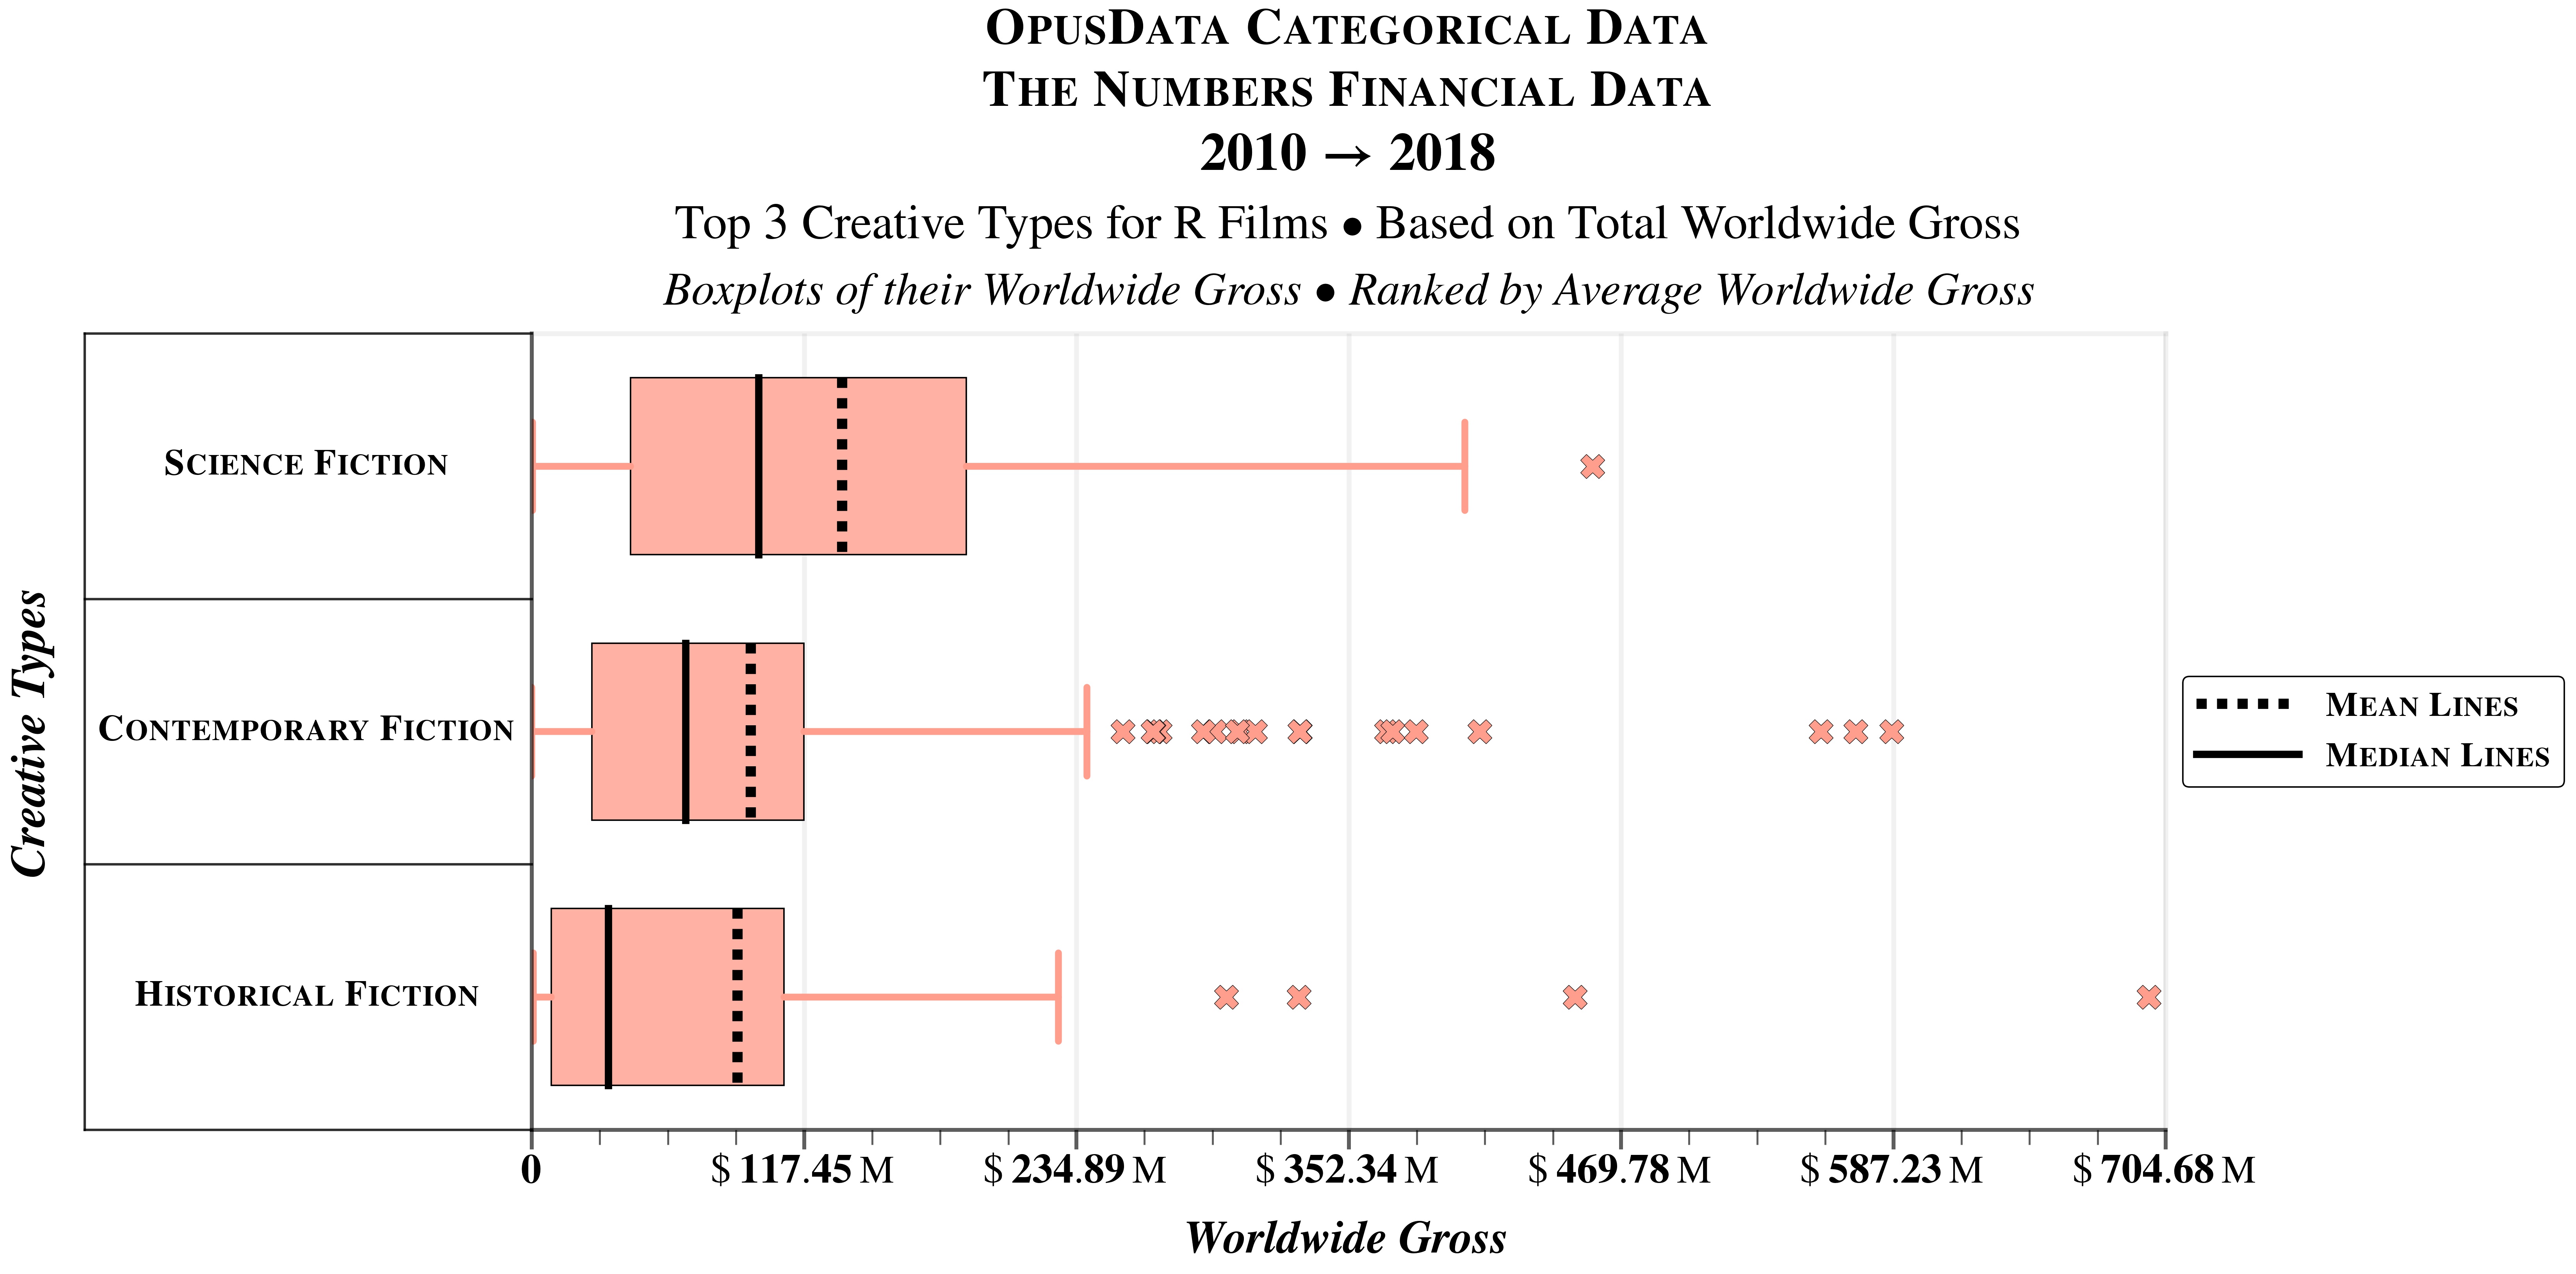 OpusData Categorical Data
The Numbers Financial Data
2010 → 2018
Top 3 Creative Types for R Films • Based on Total Worldwide Gross
Boxplots of their Worldwide Gross • Ranked by Average Worldwide Gross
Creative Types
Science Fiction
Contemporary Fiction
Historical Fiction
Mean Lines
Median Lines
0 $ 117.45 M $ 234.89 M $ 352.34 M $ 469.78 M $ 587.23 M $ 704.68 M
Worldwide Gross